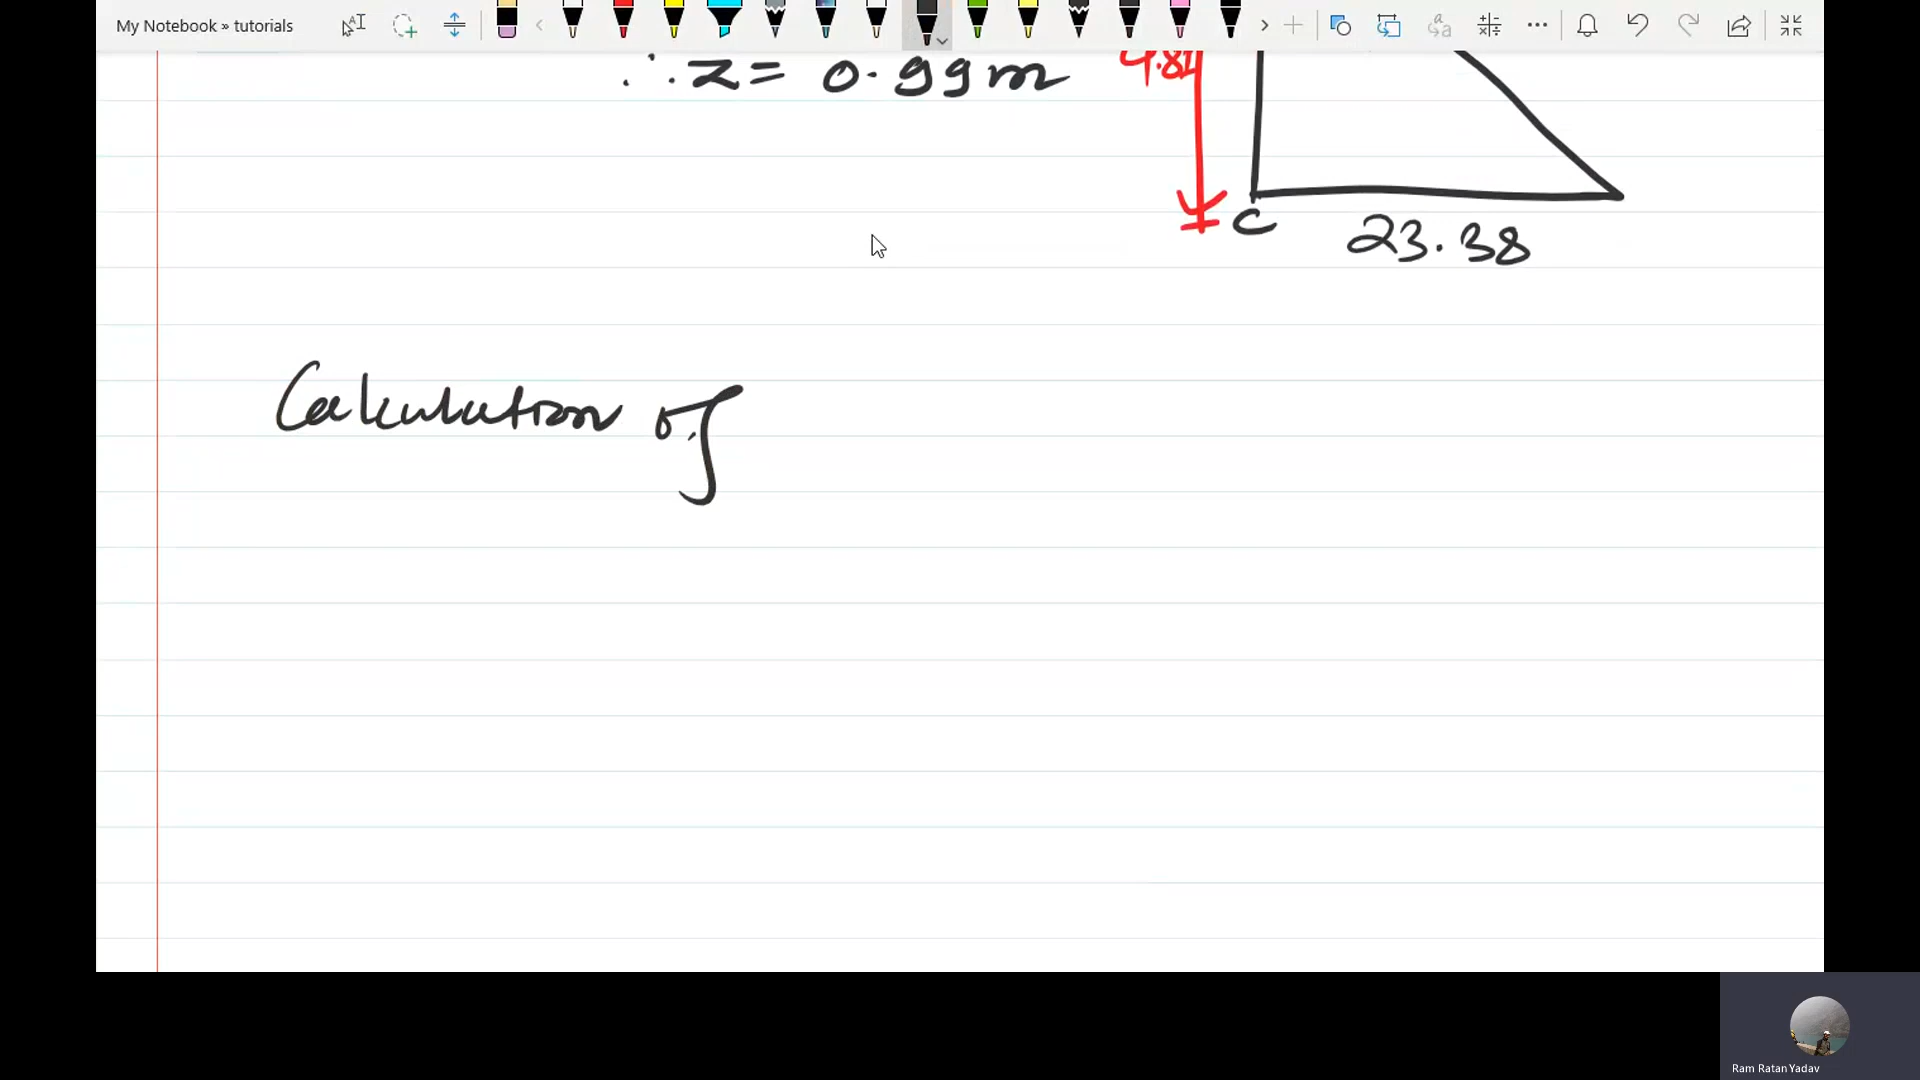 My Notebook » tutorials
∴ z = 0.99m
4.84
C
23.38
Calculation of
Ram Ratan Yadav